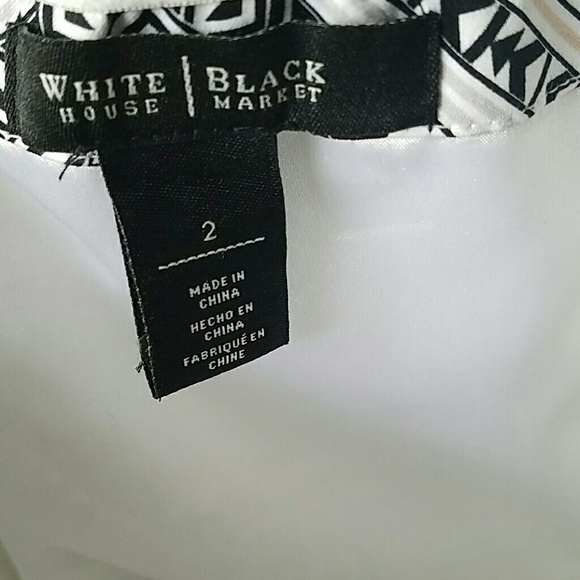 WHITE | BLACK
HOUSE MARKET
2
MADE IN
CHINA
HECHO EN
CHINA
FABRIQUÉ EN
CHINE